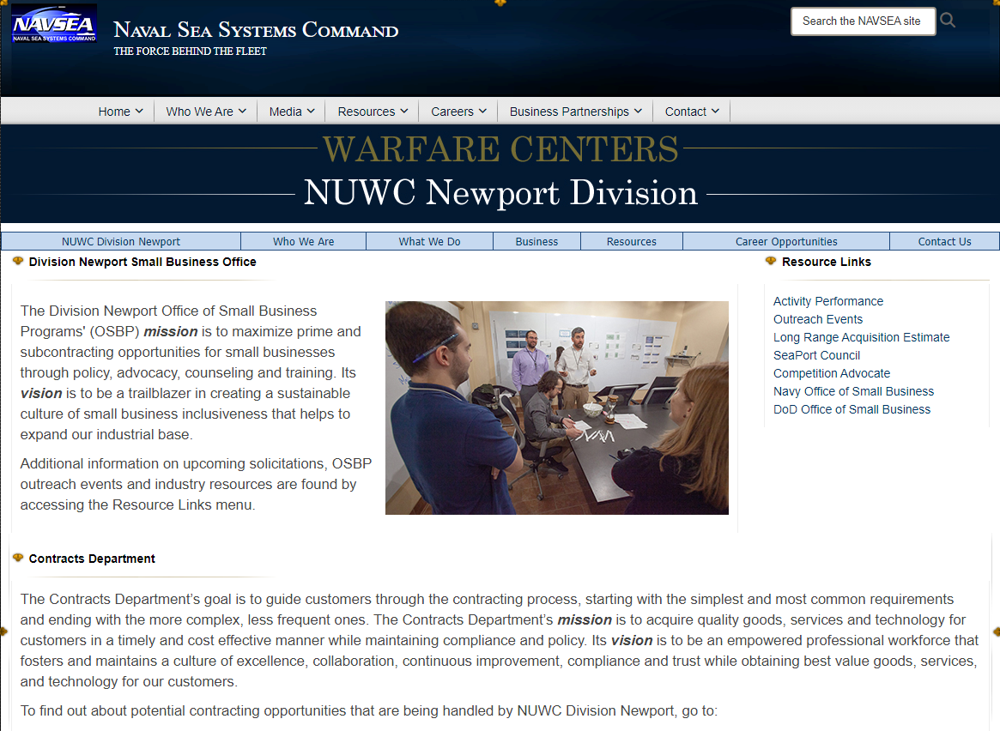 NAVSEA
NAVAL SEA SYSTEMS COMMAND
Naval Sea Systems Command
THE FORCE BEHIND THE FLEET
Search the NAVSEA site
Home
Who We Are
Media
Resources
Careers
Business Partnerships
Contact
WARFARE CENTERS
NUWC Newport Division
NUWC Division Newport
Who We Are
What We Do
Business
Resources
Career Opportunities
Contact Us
Division Newport Small Business Office
The Division Newport Office of Small Business
Programs' (OSBP) mission is to maximize prime and
subcontracting opportunities for small businesses
through policy, advocacy, counseling and training. Its
vision is to be a trailblazer in creating a sustainable
culture of small business inclusiveness that helps to
expand our industrial base.
Additional information on upcoming solicitations, OSBP
outreach events and industry resources are found by
accessing the Resource Links menu.
Resource Links
Activity Performance
Outreach Events
Long Range Acquisition Estimate
SeaPort Council
Competition Advocate
Navy Office of Small Business
DoD Office of Small Business
Contracts Department
The Contracts Department’s goal is to guide customers through the contracting process, starting with the simplest and most common requirements
and ending with the more complex, less frequent ones. The Contracts Department’s mission is to acquire quality goods, services and technology for
customers in a timely and cost effective manner while maintaining compliance and policy. Its vision is to be an empowered professional workforce that
fosters and maintains a culture of excellence, collaboration, continuous improvement, compliance and trust while obtaining best value goods, services,
and technology for our customers.
To find out about potential contracting opportunities that are being handled by NUWC Division Newport, go to: